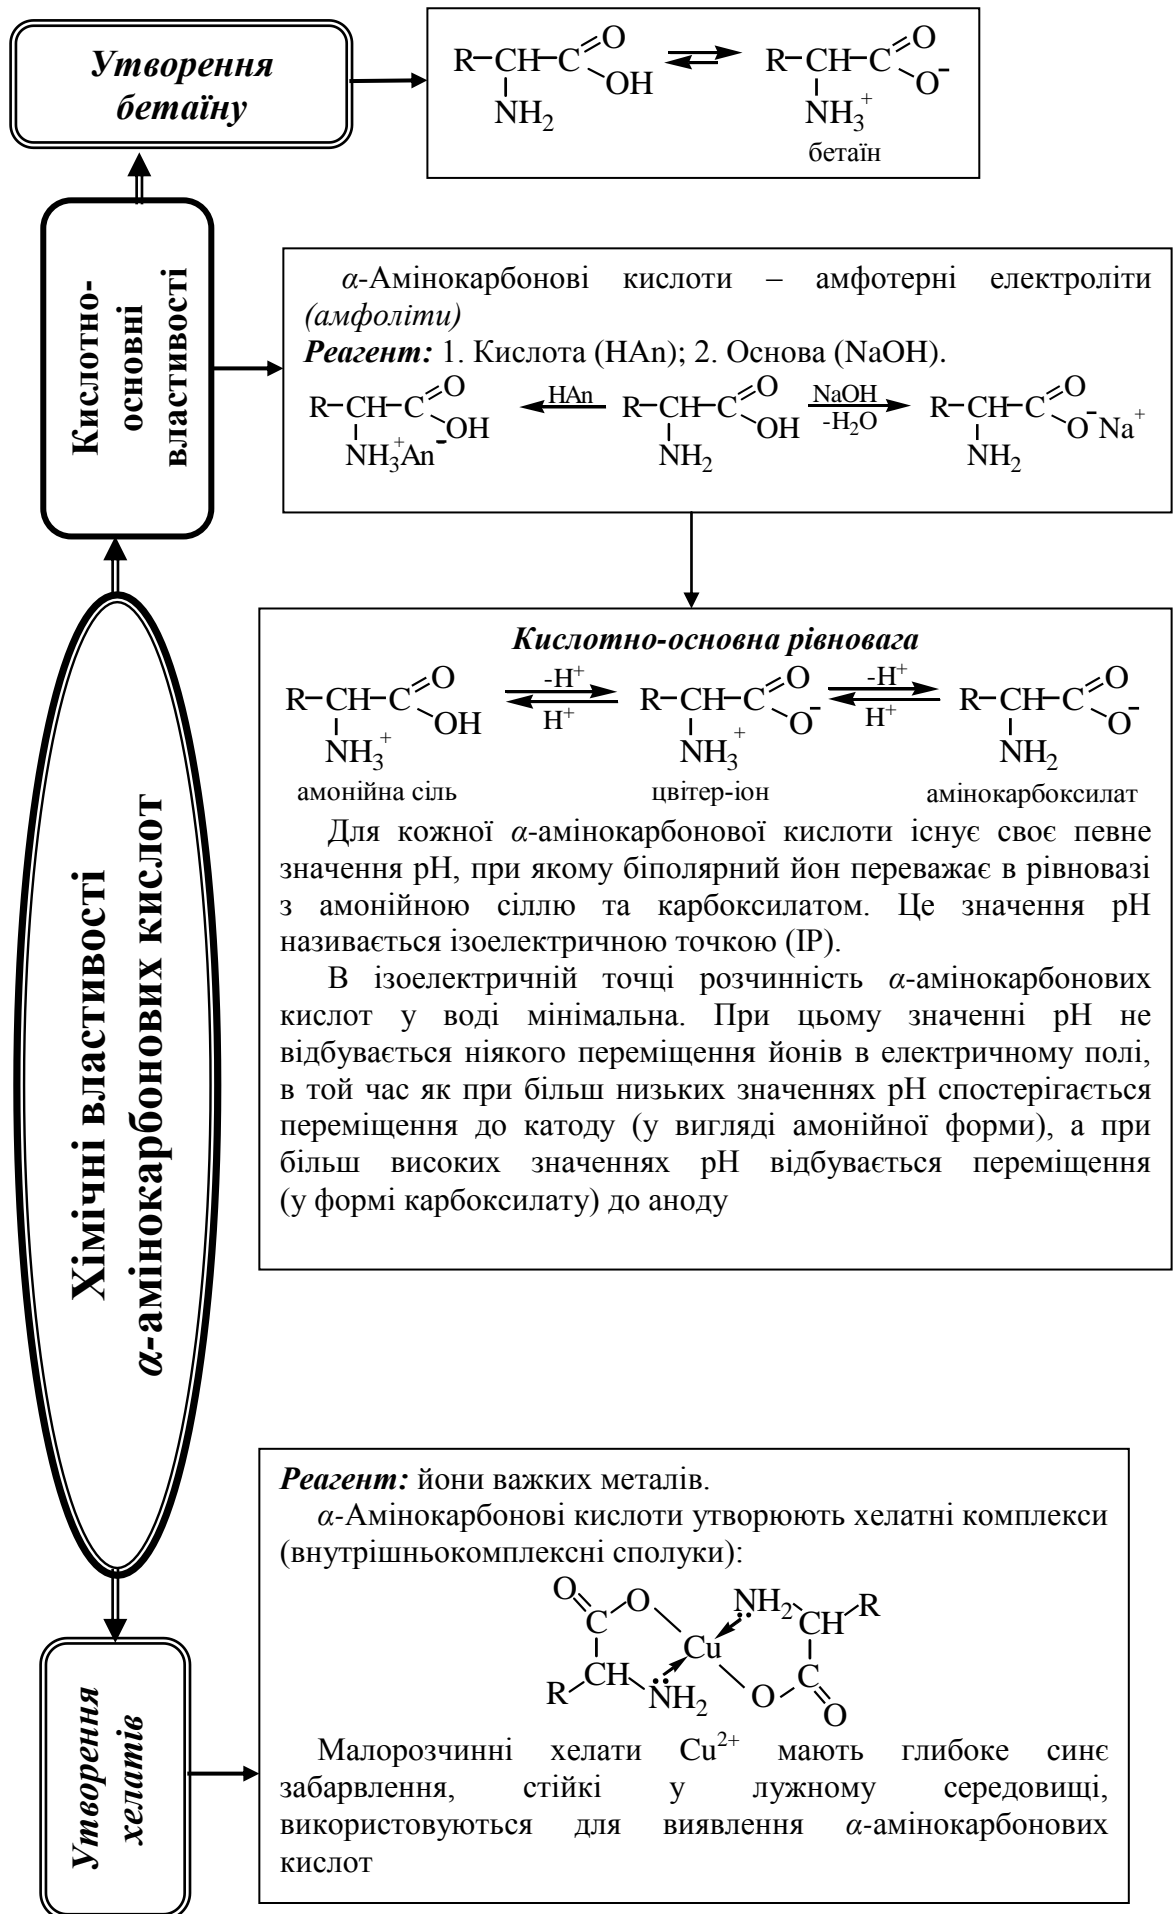 Утворення
бетаїну
R–CH–C=O OH NH₂ ⇄ R–CH–C=O O⁻ NH₃⁺
бетаїн
Кислотно-
основні
властивості
α-Амінокарбонові кислоти – амфотерні електроліти
(амфоліти)
Реагент: 1. Кислота (HAn); 2. Основа (NaOH).
R–CH–C=O OH NH₃⁺An⁻ ← HAn R–CH–C=O OH NH₂ NaOH -H₂O → R–CH–C=O O⁻Na⁺ NH₂
Кислотно-основна рівновага
R–CH–C=O OH NH₃⁺ -H⁺ ⇄ H⁺ R–CH–C=O O⁻ NH₃⁺ -H⁺ ⇄ H⁺ R–CH–C=O O⁻ NH₂
амонійна сіль цвітер-іон амінокарбоксилат
Для кожної α-амінокарбонової кислоти існує своє певне
значення pH, при якому біполярний йон переважає в рівновазі
з амонійною сіллю та карбоксилатом. Це значення pH
називається ізоелектричною точкою (IP).
В ізоелектричній точці розчинність α-амінокарбонових
кислот у воді мінімальна. При цьому значенні pH не
відбувається ніякого переміщення йонів в електричному полі,
в той час як при більш низьких значеннях pH спостерігається
переміщення до катоду (у вигляді амонійної форми), а при
більш високих значеннях pH відбувається переміщення
(у формі карбоксилату) до аноду
Хімічні властивості
α-амінокарбонових кислот
Утворення
хелатів
Реагент: йони важких металів.
α-Амінокарбонові кислоти утворюють хелатні комплекси
(внутрішньокомплексні сполуки):
O O NH₂ R
C CH
Cu
CH C
R NH₂ O O
Малорозчинні хелати Cu²⁺ мають глибоке синє
забарвлення, стійкі у лужному середовищі,
використовуються для виявлення α-амінокарбонових
кислот